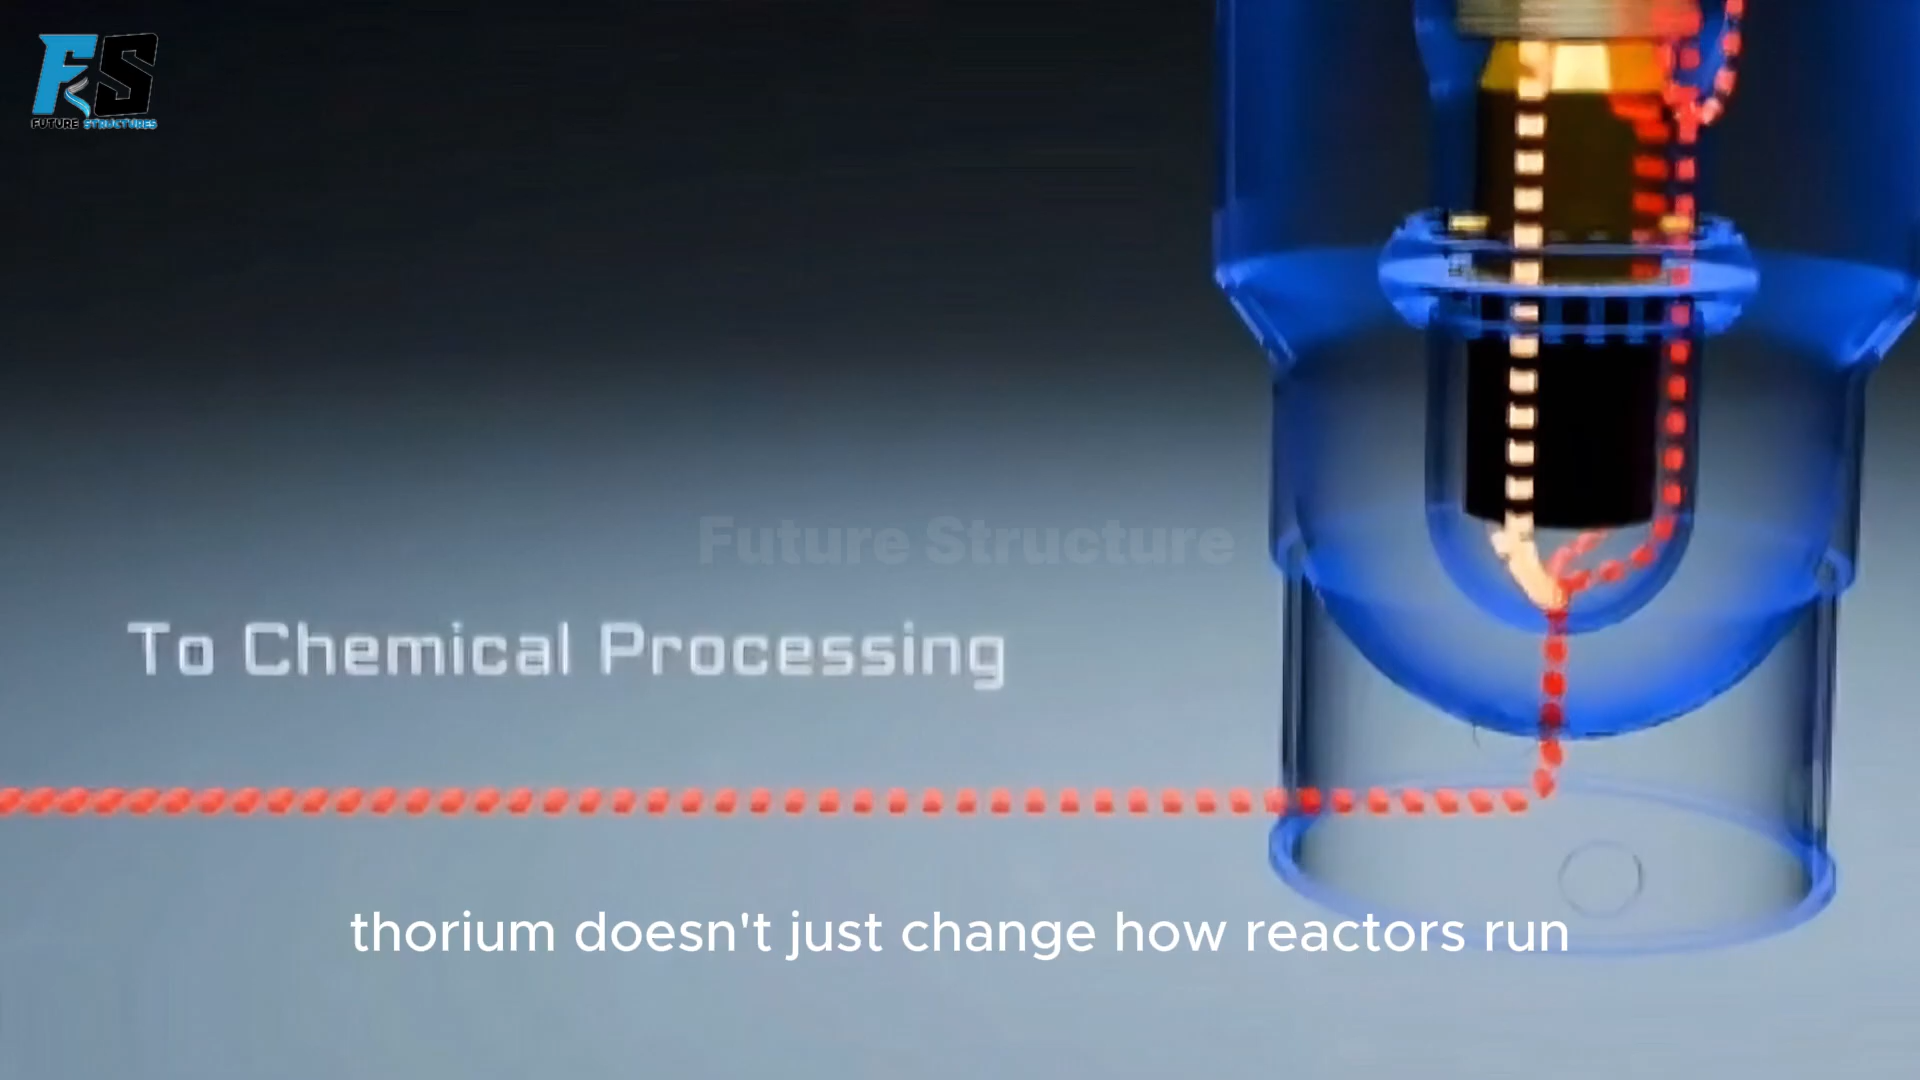 FS
FUTURE STRUCTURES
Future Structure
To Chemical Processing
thorium doesn't just change how reactors run